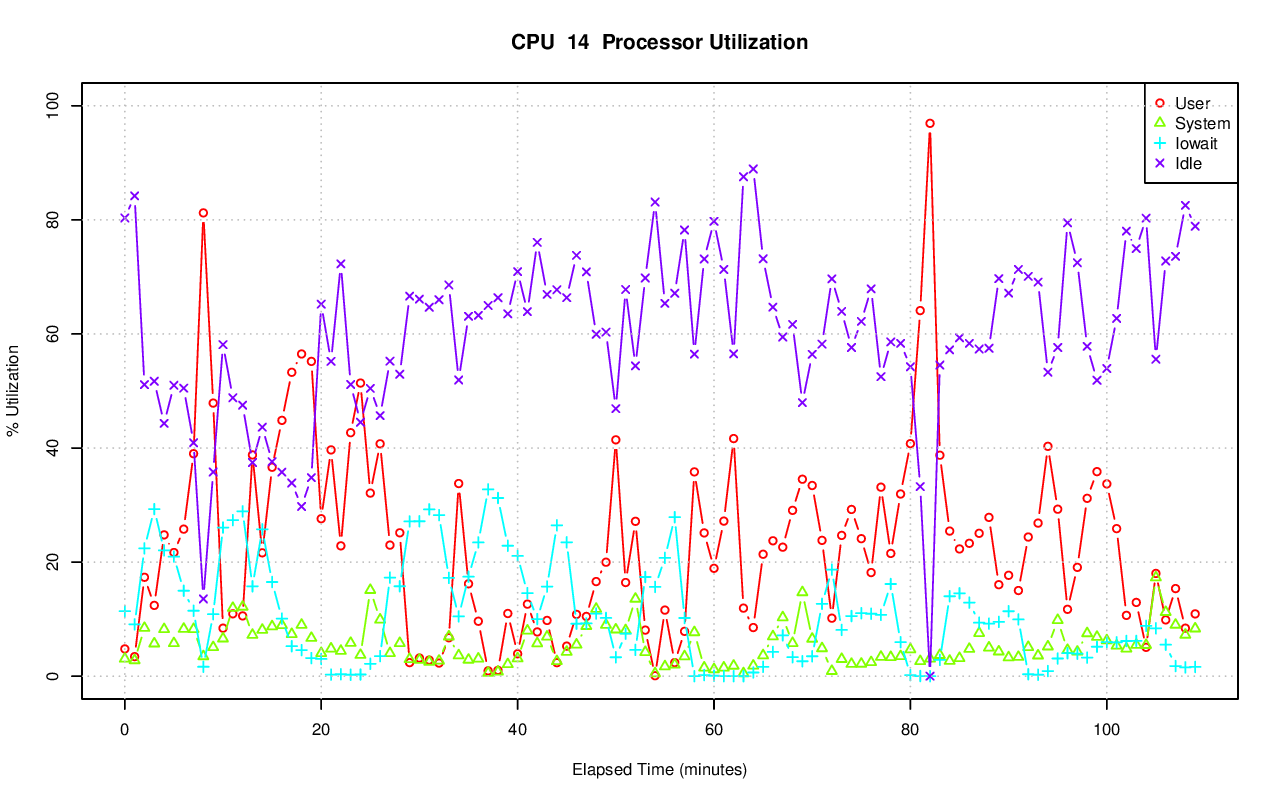 CPU  14  Processor Utilization
100
80
60
40
20
0
% Utilization
User
System
Iowait
Idle
0 20 40 60 80 100
Elapsed Time (minutes)